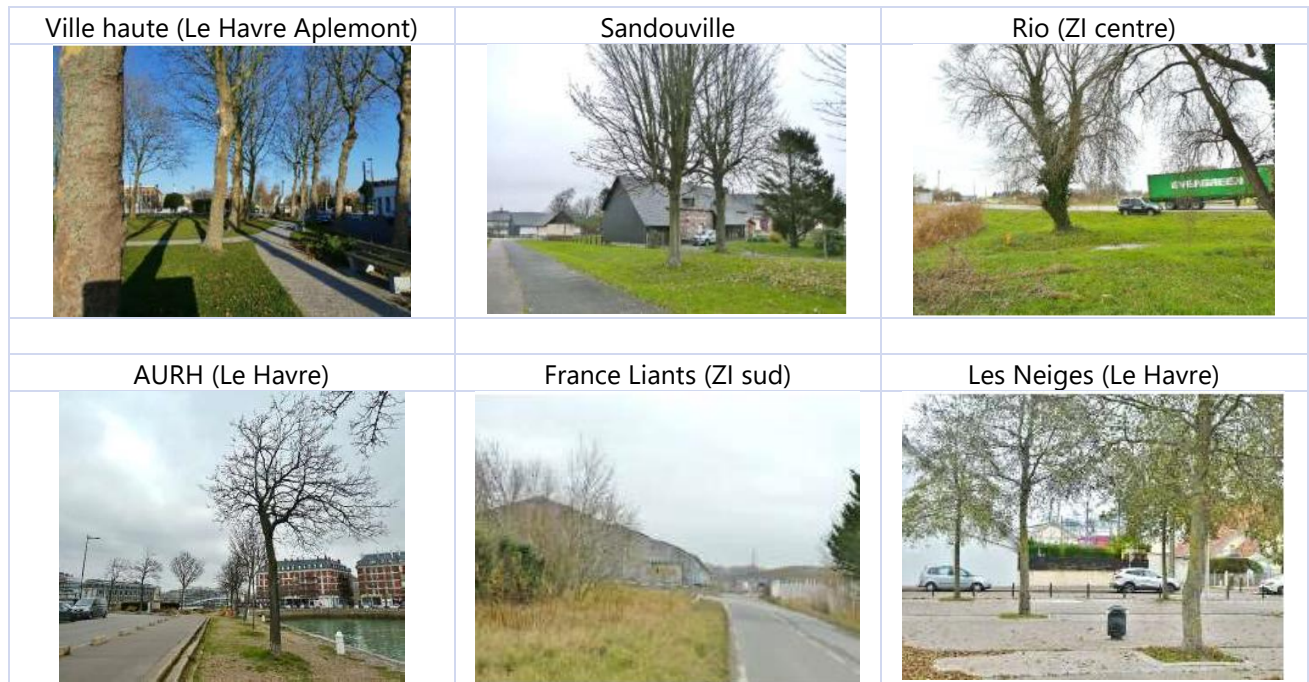 Ville haute (Le Havre Aplemont)
Sandouville
Rio (ZI centre)
EVERGREEN
AURH (Le Havre)
France Liants (ZI sud)
Les Neiges (Le Havre)